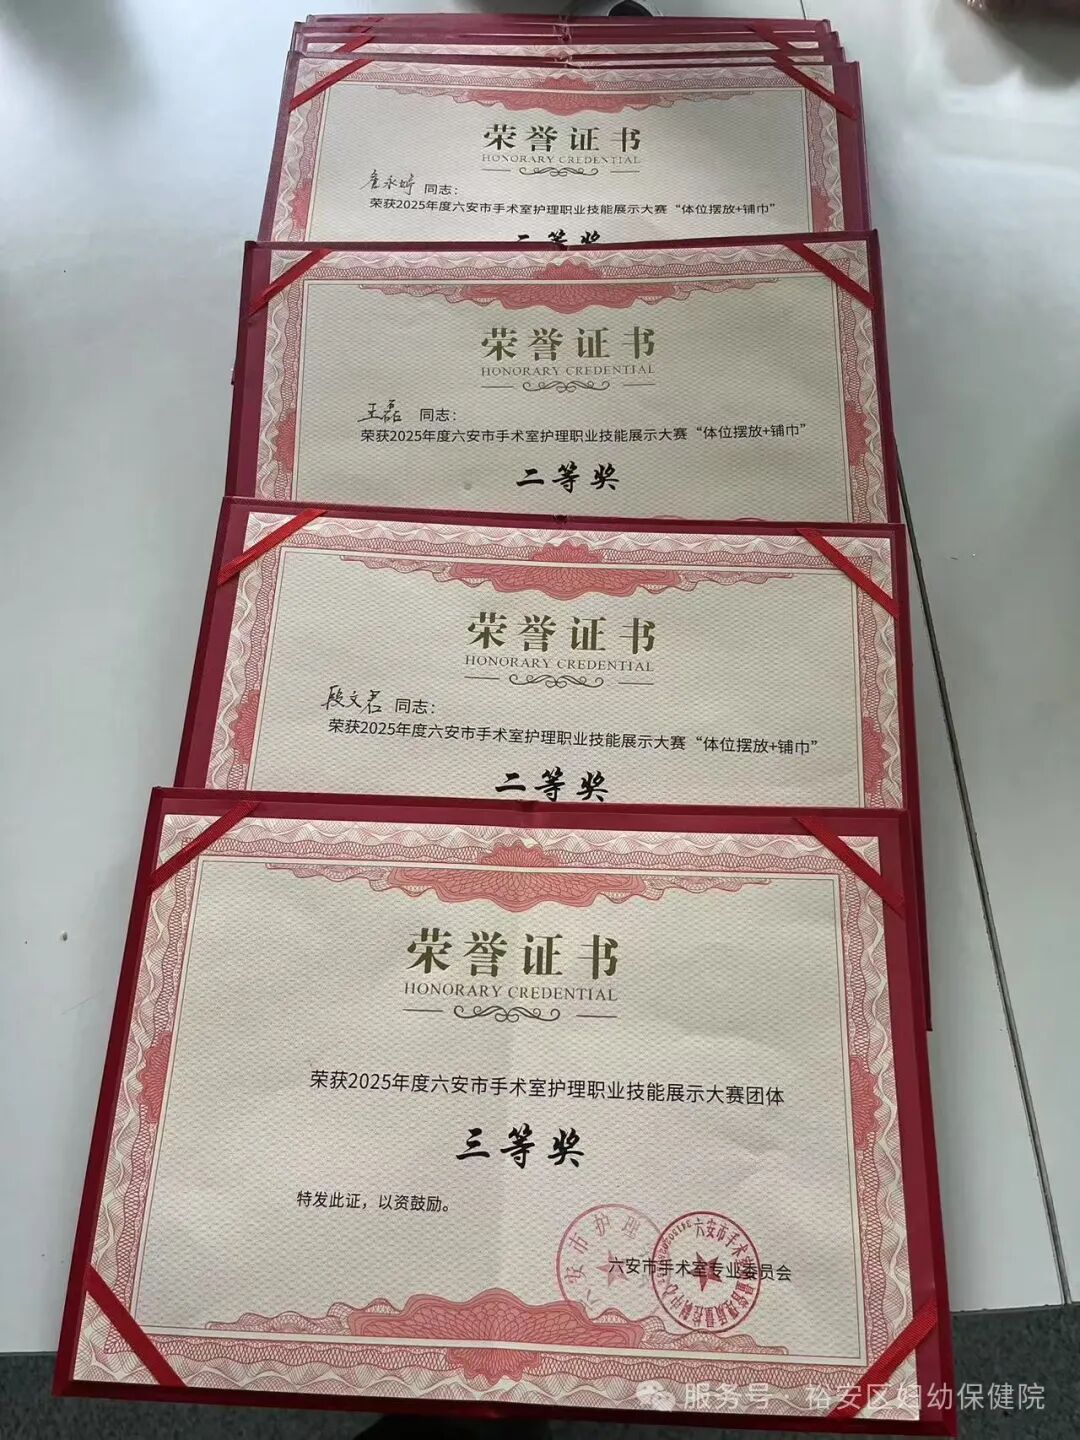 荣誉证书
HONORARY CREDENTIAL
同志：
荣获2025年度六安市手术室护理职业技能展示大赛“体位摆放+铺巾”
二等奖
荣誉证书
HONORARY CREDENTIAL
王磊 同志：
荣获2025年度六安市手术室护理职业技能展示大赛“体位摆放+铺巾”
二等奖
荣誉证书
HONORARY CREDENTIAL
段文君 同志：
荣获2025年度六安市手术室护理职业技能展示大赛“体位摆放+铺巾”
二等奖
荣誉证书
HONORARY CREDENTIAL
荣获2025年度六安市手术室护理职业技能展示大赛团体
三等奖
特发此证，以资鼓励。
六安市手术室专业委员会
服务号·裕安区妇幼保健院